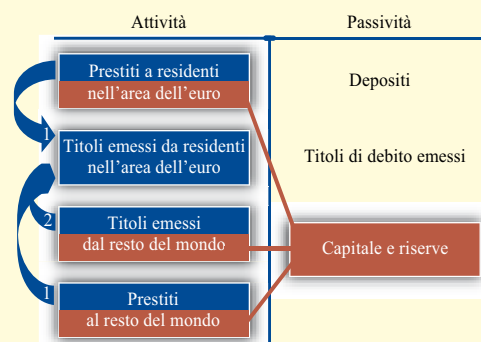 Attività Passività
Prestiti a residenti
nell'area dell'euro
Depositi
1
Titoli emessi da residenti
nell'area dell'euro
Titoli di debito emessi
2
Titoli emessi
dal resto del mondo
Capitale e riserve
1
Prestiti
al resto del mondo